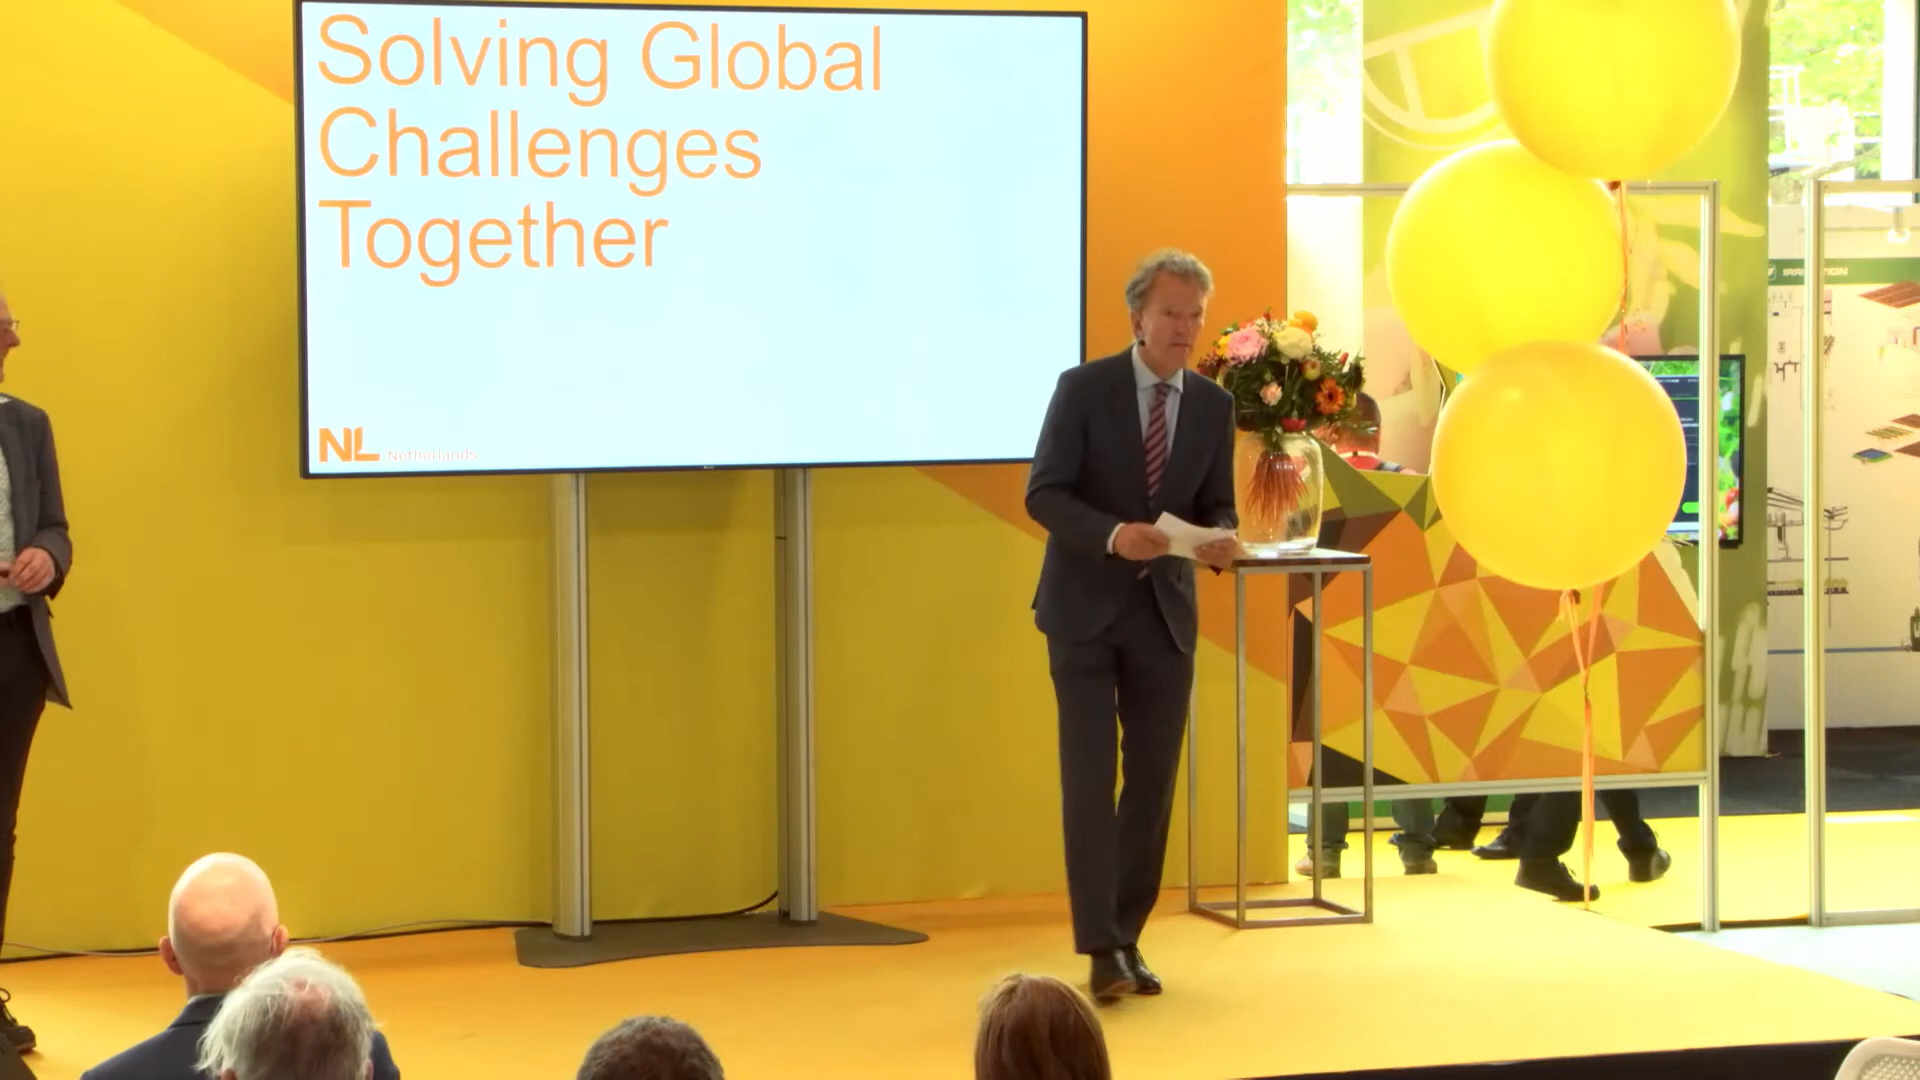 Solving Global
Challenges
Together
NL Netherlands